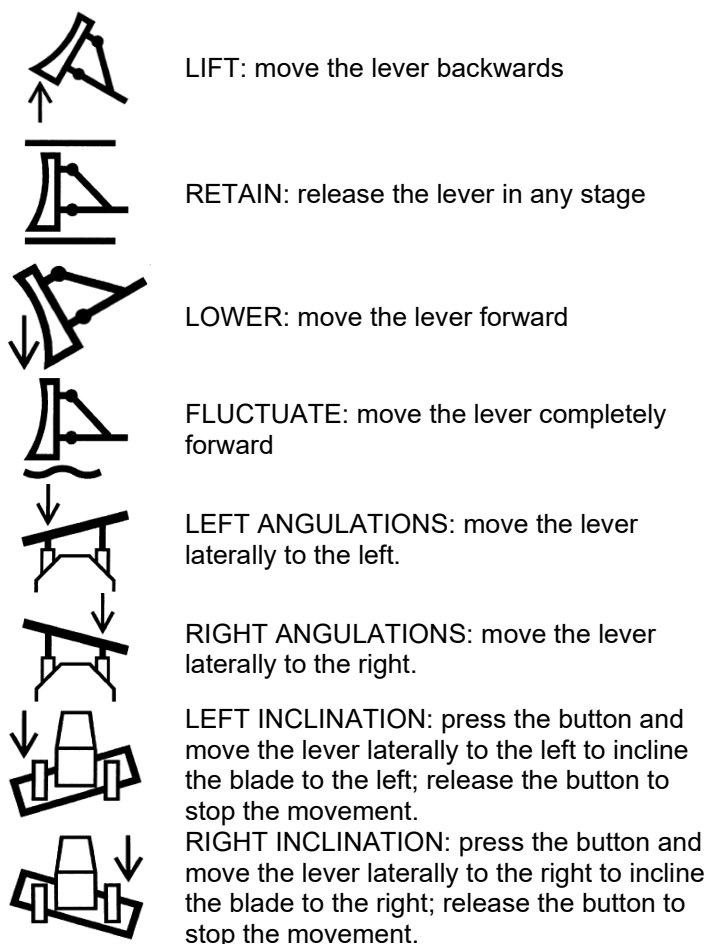 LIFT: move the lever backwards
RETAIN: release the lever in any stage
LOWER: move the lever forward
FLUCTUATE: move the lever completely
forward
LEFT ANGULATIONS: move the lever
laterally to the left.
RIGHT ANGULATIONS: move the lever
laterally to the right.
LEFT INCLINATION: press the button and
move the lever laterally to the left to incline
the blade to the left; release the button to
stop the movement.
RIGHT INCLINATION: press the button and
move the lever laterally to the right to incline
the blade to the right; release the button to
stop the movement.